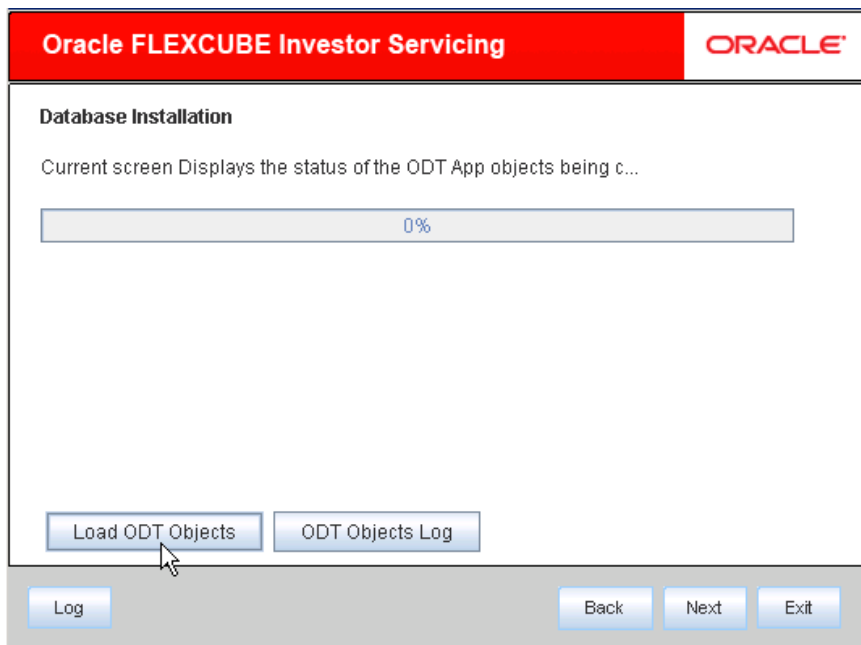 Oracle FLEXCUBE Investor Servicing
ORACLE
Database Installation
Current screen Displays the status of the ODT App objects being c...
0%
Load ODT Objects
ODT Objects Log
Log
Back
Next
Exit